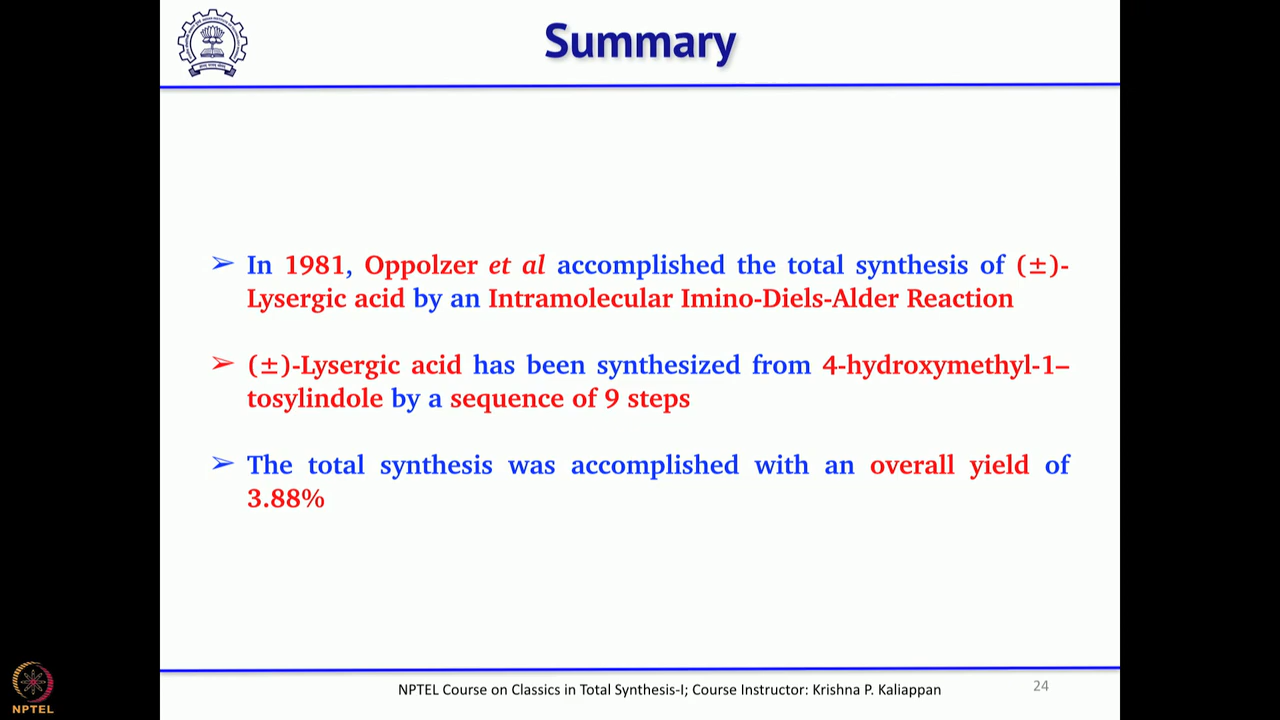 Summary
➢ In 1981, Oppolzer et al accomplished the total synthesis of (±)-
Lysergic acid by an Intramolecular Imino-Diels-Alder Reaction
➢ (±)-Lysergic acid has been synthesized from 4-hydroxymethyl-1–
tosylindole by a sequence of 9 steps
➢ The total synthesis was accomplished with an overall yield of
3.88%
NPTEL
NPTEL Course on Classics in Total Synthesis-I; Course Instructor: Krishna P. Kaliappan
24